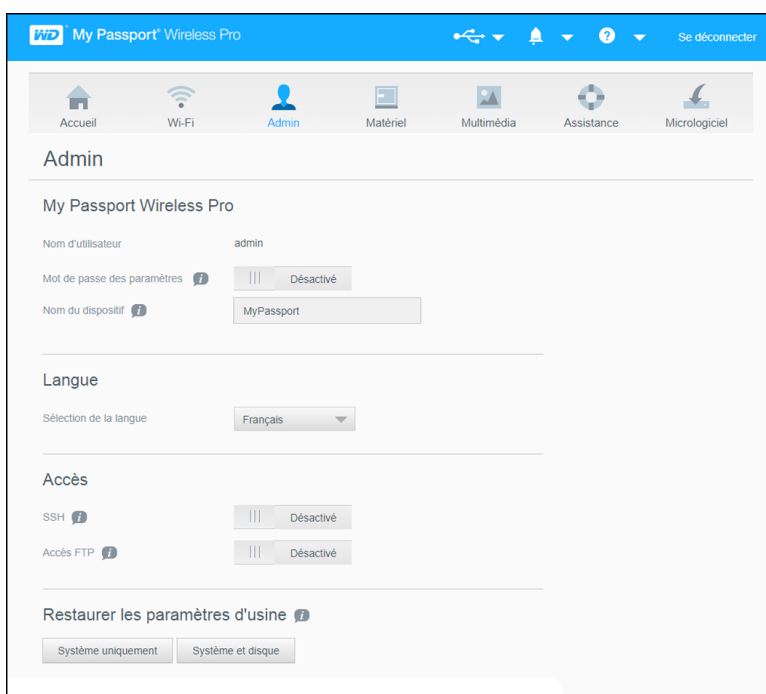 WD My Passport® Wireless Pro
Se déconnecter
Accueil Wi-Fi Admin Matériel Multimédia Assistance Micrologiciel
Admin
My Passport Wireless Pro
Nom d'utilisateur admin
Mot de passe des paramètres Désactivé
Nom du dispositif MyPassport
Langue
Sélection de la langue Français
Accès
SSH Désactivé
Accès FTP Désactivé
Restaurer les paramètres d'usine
Système uniquement Système et disque